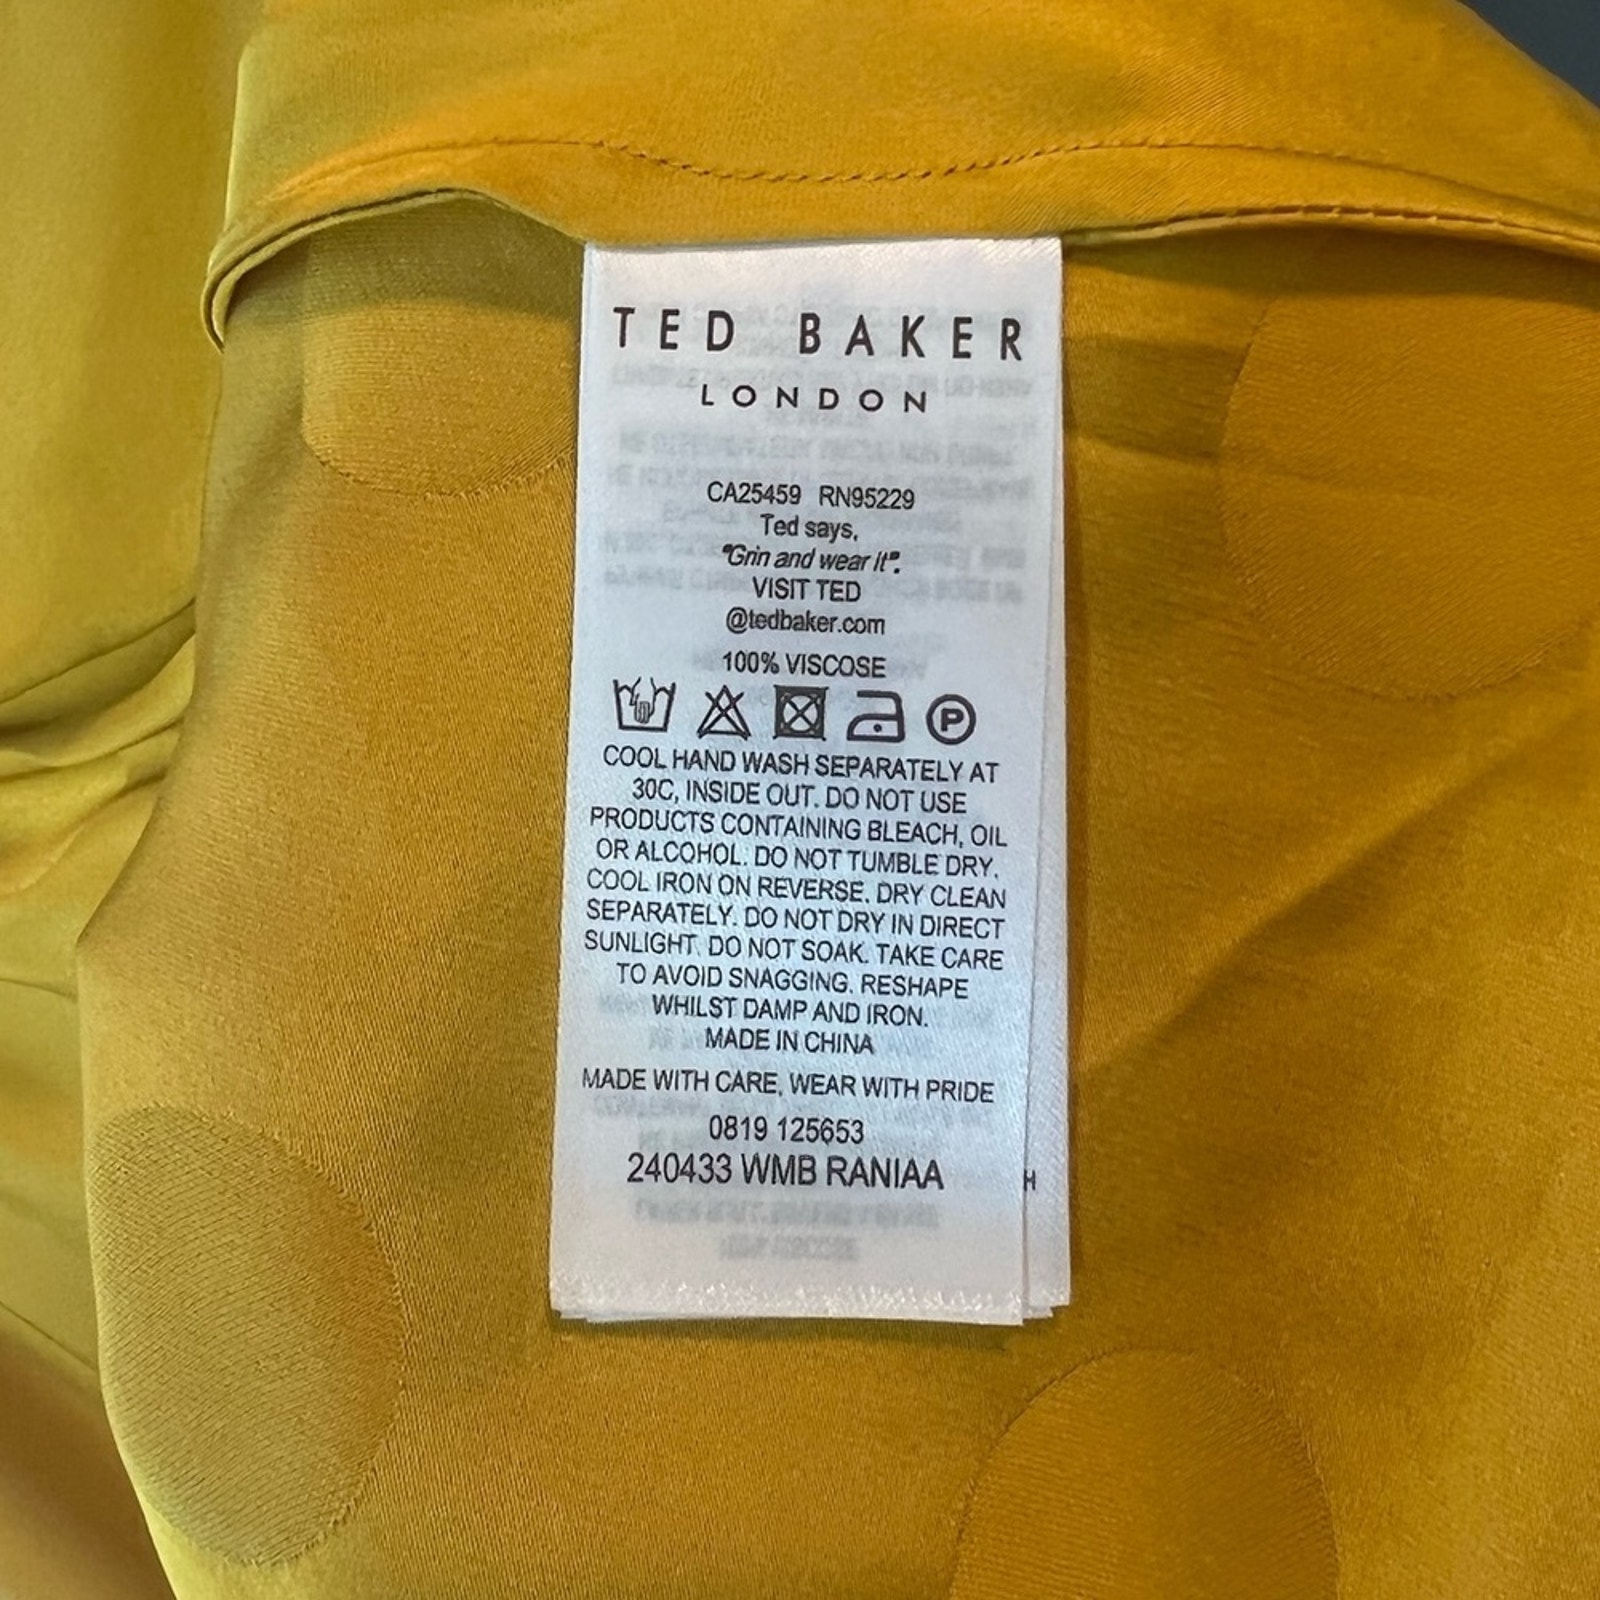 TED BAKER
LONDON
CA25459 RN95229
Ted says,
"Grin and wear it".
VISIT TED
@tedbaker.com
100% VISCOSE
P
COOL HAND WASH SEPARATELY AT
30C, INSIDE OUT. DO NOT USE
PRODUCTS CONTAINING BLEACH, OIL
OR ALCOHOL. DO NOT TUMBLE DRY.
COOL IRON ON REVERSE. DRY CLEAN
SEPARATELY. DO NOT DRY IN DIRECT
SUNLIGHT. DO NOT SOAK. TAKE CARE
TO AVOID SNAGGING. RESHAPE
WHILST DAMP AND IRON.
MADE IN CHINA
MADE WITH CARE, WEAR WITH PRIDE
0819 125653
240433 WMB RANIAA
H